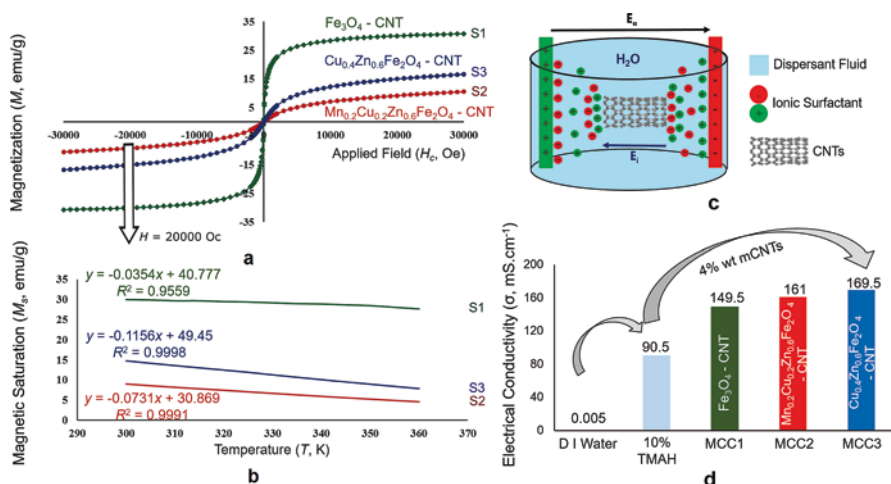 Magnetization (M, emu/g)
35
25
15
5
-5
-15
-25
-35
-30000
-20000
-10000
10000
20000
30000
Fe3O4 - CNT
S1
Cu0.4Zn0.6Fe2O4 - CNT
S3
S2
Mn0.2Cu0.2Zn0.6Fe2O4 - CNT
Applied Field (Hc, Oe)
H = 20000 Oc
a
Magnetic Saturation (Ms, emu/g)
35
30
25
20
15
10
5
0
y = -0.0354x + 40.777
R² = 0.9559
S1
y = -0.1156x + 49.45
R² = 0.9998
S3
S2
y = -0.0731x + 30.869
R² = 0.9991
290
300
310
320
330
340
350
360
370
Temperature (T, K)
b
H2O
Ei
Dispersant Fluid
Ionic Surfactant
CNTs
c
Electrical Conductivity (σ, mS.cm-1)
200
160
120
80
40
0
4% wt mCNTs
0.005
90.5
149.5
161
169.5
Fe3O4 - CNT
Mn0.2Cu0.2Zn0.6Fe2O4
- CNT
Cu0.4Zn0.6Fe2O4
- CNT
D I Water
10%
TMAH
MCC1
MCC2
MCC3
d